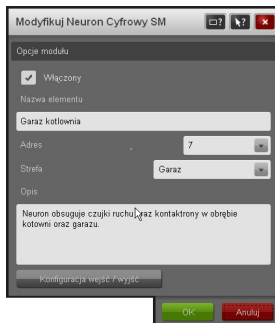 Modyfikuj Neuron Cyfrowy SM
Opcje modułu
Włączony
Nazwa elementu
Garaz kotlownia
Adres
7
Strefa
Garaz
Opis
Neuron obsuguje czujki ruchu oraz kontaktrony w obrębie
kotowni oraz garazu.
Konfiguracja wejść / wyjść
OK
Anuluj